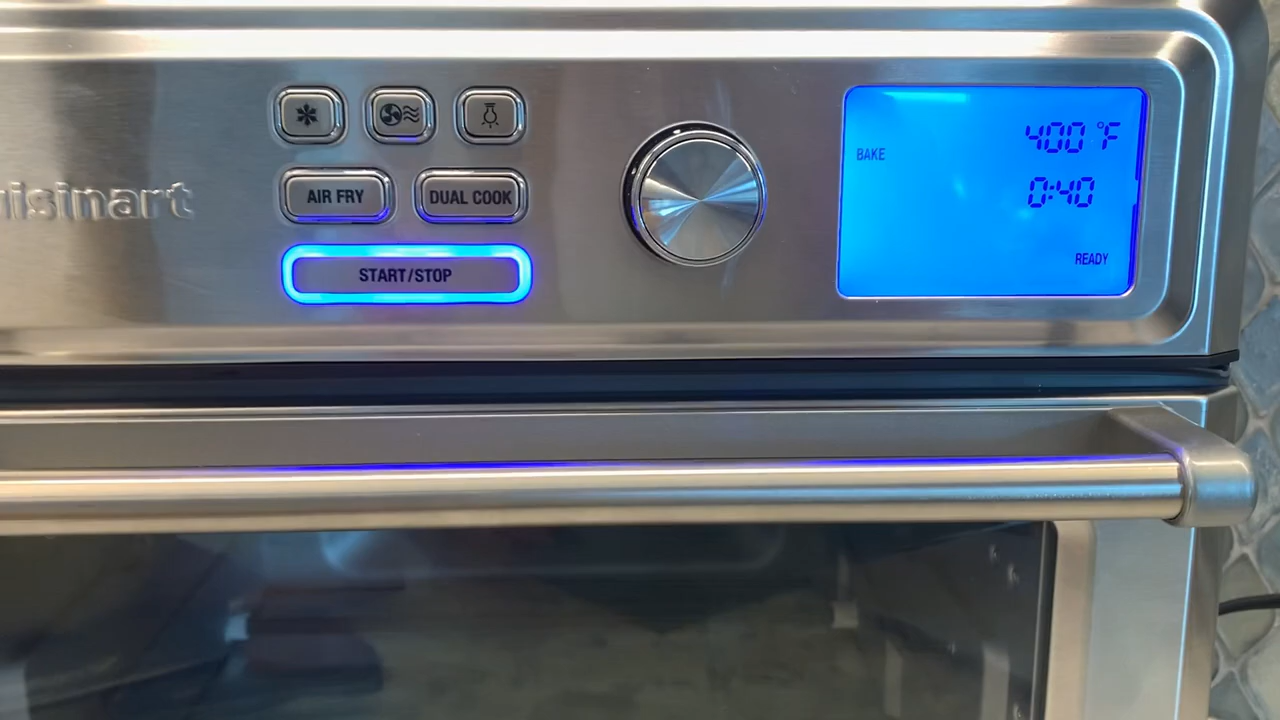 uisinart
AIR FRY
DUAL COOK
START/STOP
400 °F
BAKE
0:40
READY